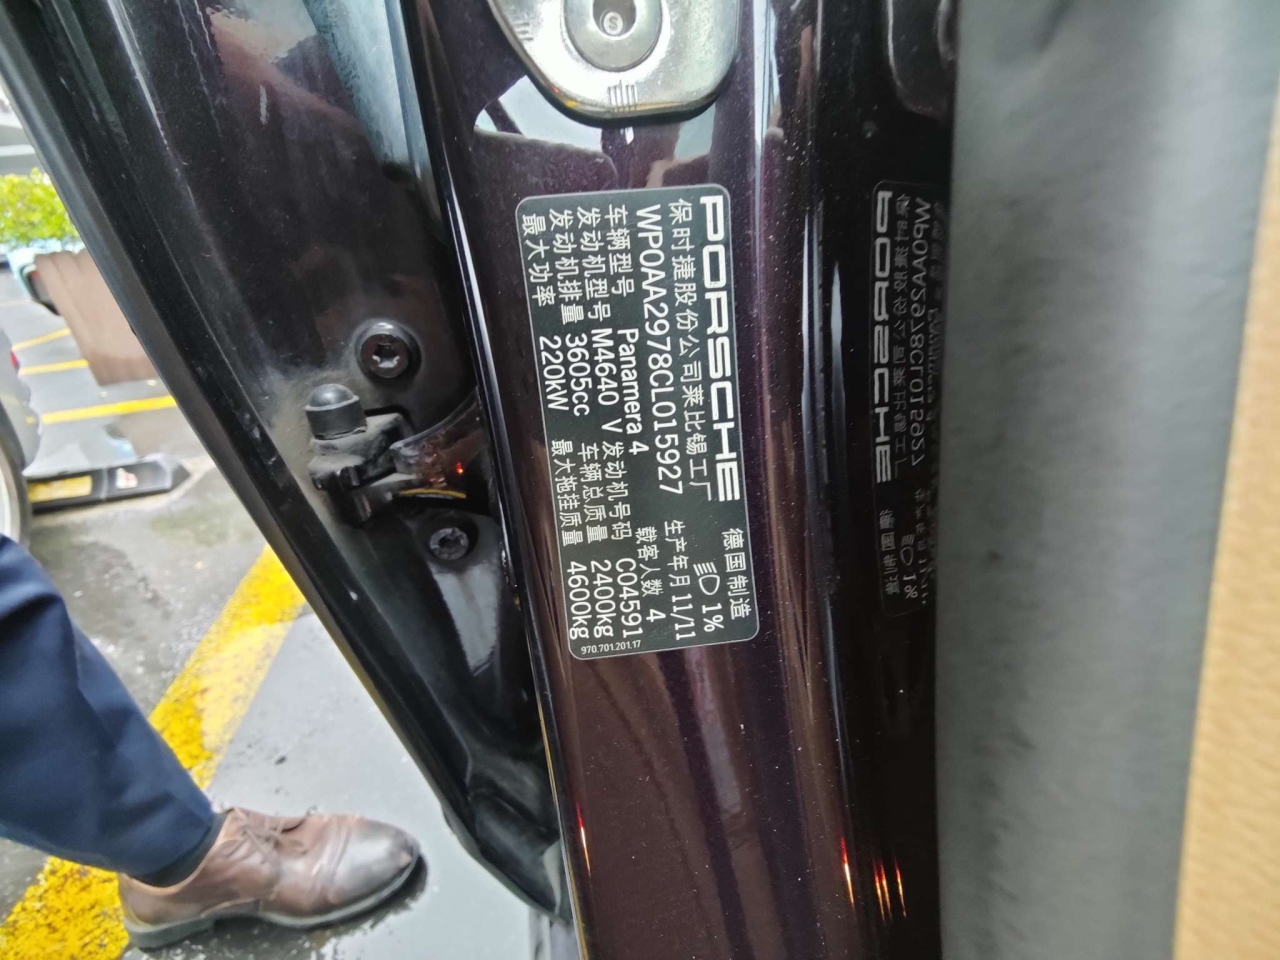 PORSCHE 德国制造
保时捷股份公司莱比锡工厂 1%
WP0AA2978CL015927 生产年月 11/11
车辆型号 Panamera 4 载客人数 4
发动机型号 M4640 V 发动机号码 C04591
发动机排量 3605cc 车辆总质量 2400kg
最大功率 220kW 最大拖挂质量 4600kg
970.701.201.17